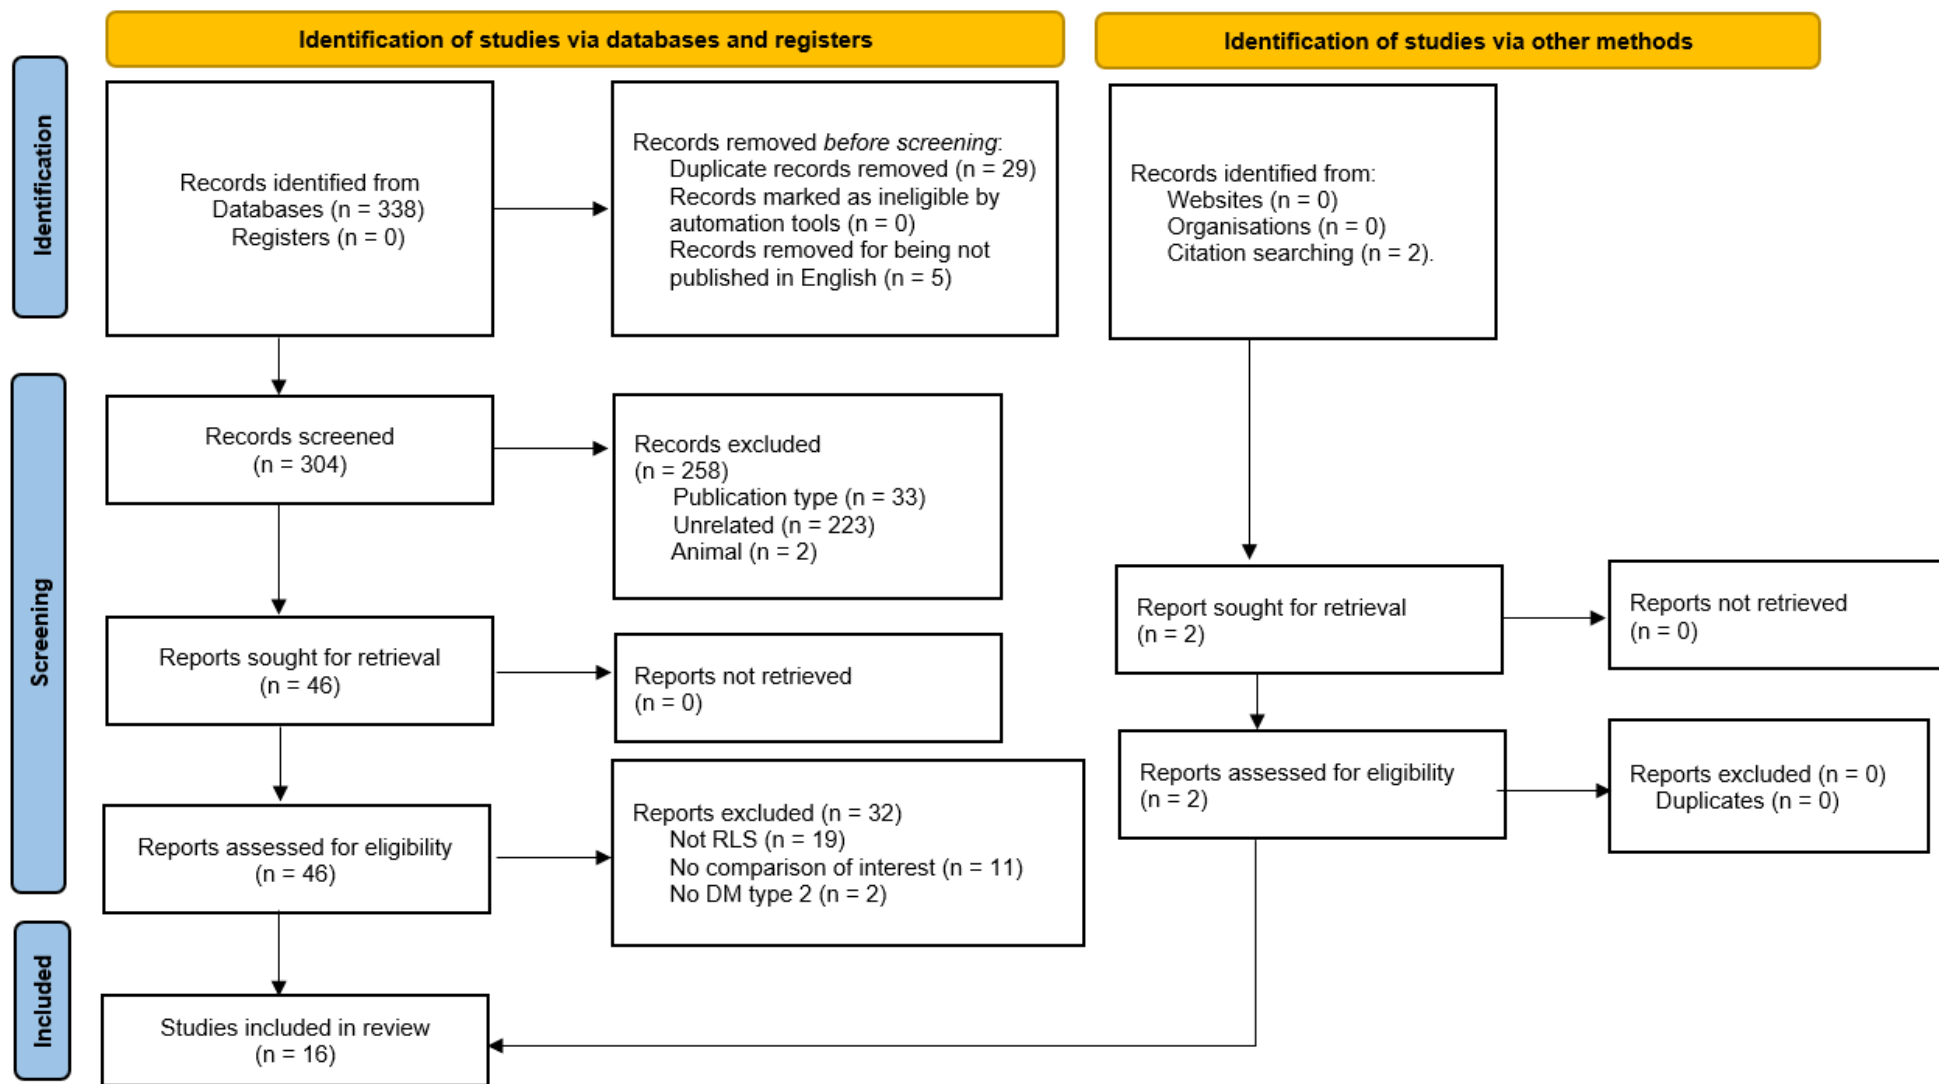 Identification of studies via databases and registers
Identification of studies via other methods
Identification
Records identified from
Databases (n = 338)
Registers (n = 0)
Records removed before screening:
Duplicate records removed (n = 29)
Records marked as ineligible by
automation tools (n = 0)
Records removed for being not
published in English (n = 5)
Records identified from:
Websites (n = 0)
Organisations (n = 0)
Citation searching (n = 2).
Screening
Records screened
(n = 304)
Records excluded
(n = 258)
Publication type (n = 33)
Unrelated (n = 223)
Animal (n = 2)
Reports sought for retrieval
(n = 46)
Reports not retrieved
(n = 0)
Report sought for retrieval
(n = 2)
Reports not retrieved
(n = 0)
Reports assessed for eligibility
(n = 46)
Reports excluded (n = 32)
Not RLS (n = 19)
No comparison of interest (n = 11)
No DM type 2 (n = 2)
Reports assessed for eligibility
(n = 2)
Reports excluded (n = 0)
Duplicates (n = 0)
Included
Studies included in review
(n = 16)